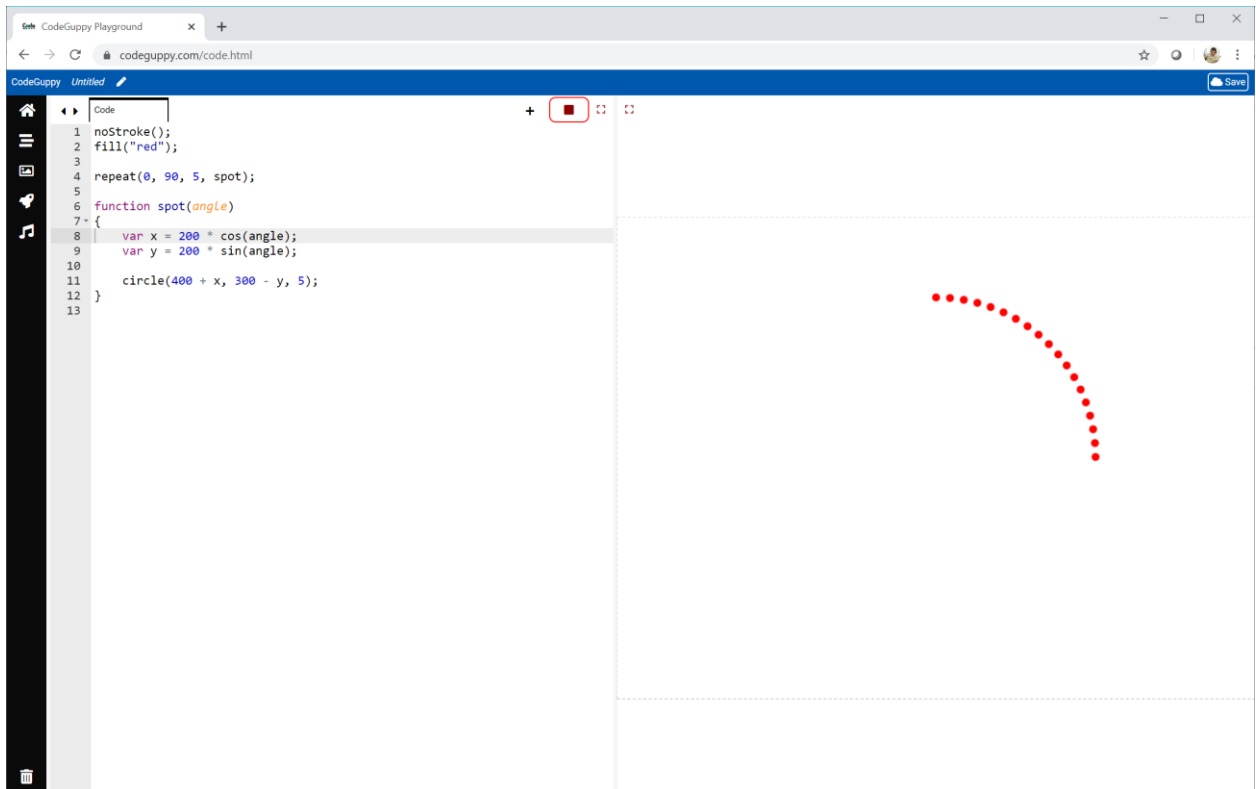 Code CodeGuppy Playground
codeguppy.com/code.html
CodeGuppy Untitled Save
Code
1 noStroke();
2 fill("red");
3
4 repeat(0, 90, 5, spot);
5
6 function spot(angle)
7 {
8 var x = 200 * cos(angle);
9 var y = 200 * sin(angle);
10
11 circle(400 + x, 300 - y, 5);
12 }
13